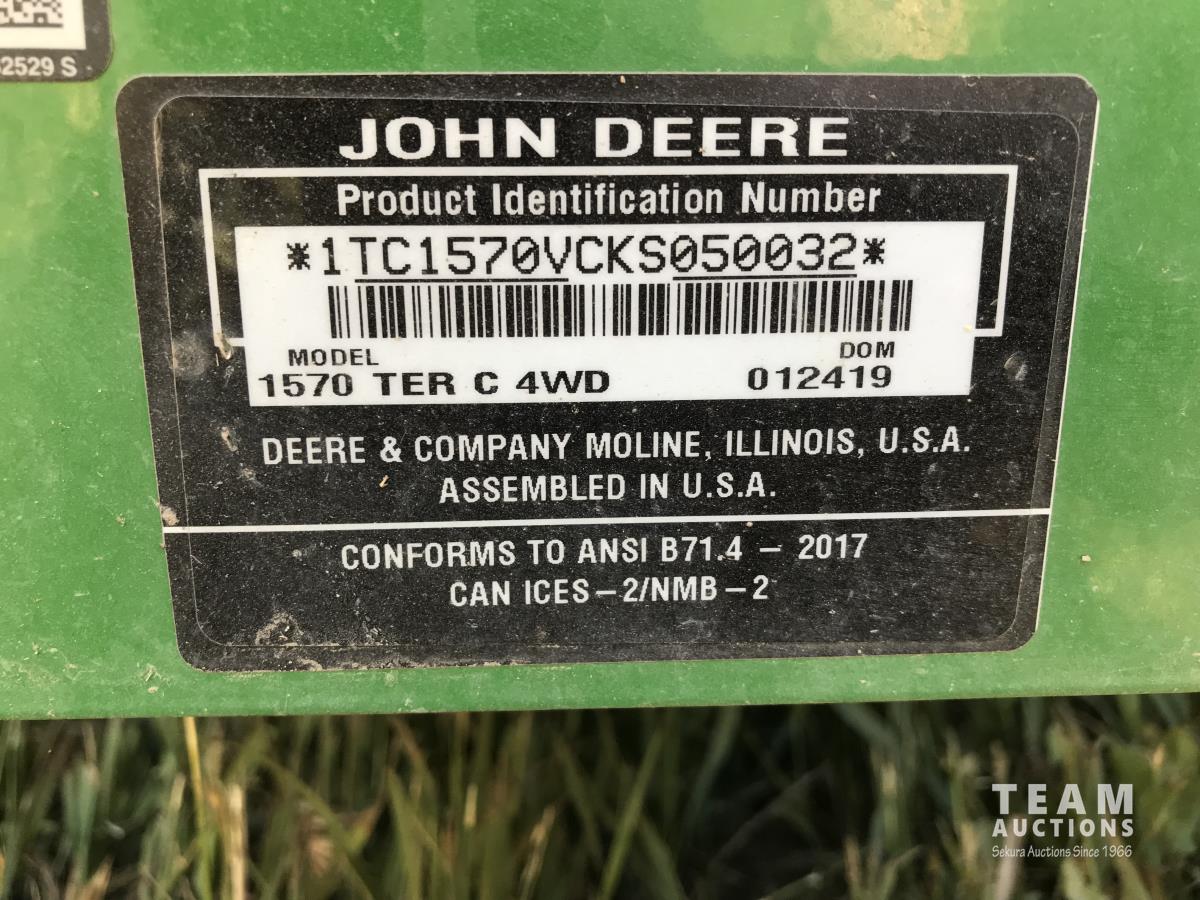 2529 S
JOHN DEERE
Product Identification Number
*1TC1570VCKS050032*
MODEL DOM
1570 TER C 4WD 012419
DEERE & COMPANY MOLINE, ILLINOIS, U.S.A.
ASSEMBLED IN U.S.A.
CONFORMS TO ANSI B71.4 – 2017
CAN ICES – 2/NMB – 2
TEAM
AUCTIONS
Sekura Auctions Since 1966